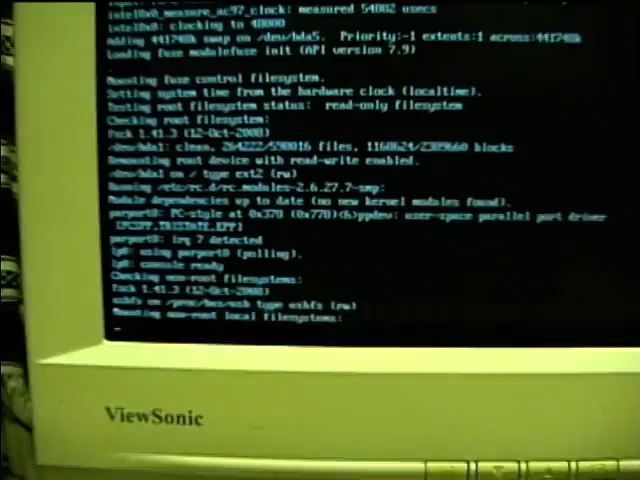 intel8x0_measure_ac97_clock: measured 54802 usecs
intel8x0: clocking to 48000
Adding 441748k swap on /dev/hda5. Priority:-1 extents:1 across:441748k
Loading fuse modulefuse init (API version 7.9)
.
Mounting fuse control filesystem.
Setting system time from the hardware clock (localtime).
Testing root filesystem status: read-only filesystem
Checking root filesystem:
fsck 1.41.3 (12-Oct-2008)
/dev/hda1: clean, 264222/598016 files, 1160624/2389660 blocks
Remounting root device with read-write enabled.
/dev/hda1 on / type ext2 (rw)
Running /etc/rc.d/rc.modules-2.6.27.7-smp:
Module dependencies up to date (no new kernel modules found).
parport0: PC-style at 0x378 (0x778)<6>ppdev: user-space parallel port driver
[PCSPP,TRISTATE,EPP]
parport0: irq 7 detected
lp0: using parport0 (polling).
lp0: console ready
Checking non-root filesystems:
fsck 1.41.3 (12-Oct-2008)
usbfs on /proc/bus/usb type usbfs (rw)
Mounting non-root local filesystems:
_
ViewSonic